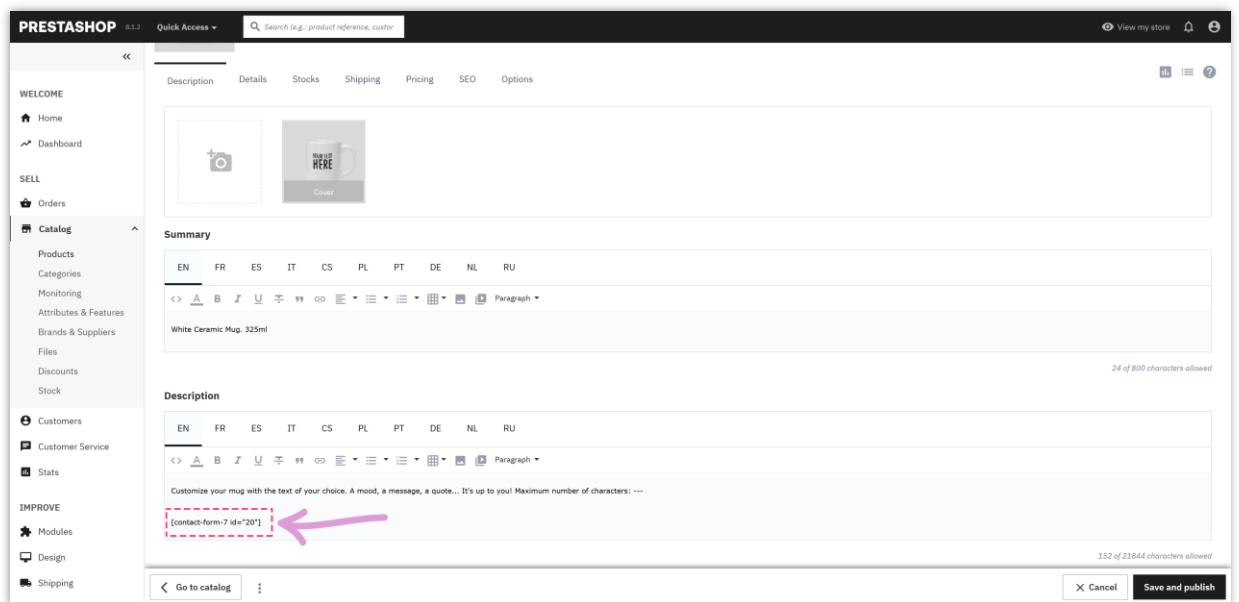 PRESTASHOP 8.1.2 Quick Access Search (e.g.: product reference, custor View my store
WELCOME
Home
Dashboard
SELL
Orders
Catalog
Products
Categories
Monitoring
Attributes & Features
Brands & Suppliers
Files
Discounts
Stock
Customers
Customer Service
Stats
IMPROVE
Modules
Design
Shipping
Description Details Stocks Shipping Pricing SEO Options
HERE
Cover
Summary
EN FR ES IT CS PL PT DE NL RU
Paragraph
White Ceramic Mug. 325ml
24 of 800 characters allowed
Description
EN FR ES IT CS PL PT DE NL RU
Paragraph
Customize your mug with the text of your choice. A mood, a message, a quote... It's up to you! Maximum number of characters: ---
[contact-form-7 id="20"]
152 of 21844 characters allowed
Go to catalog Cancel Save and publish